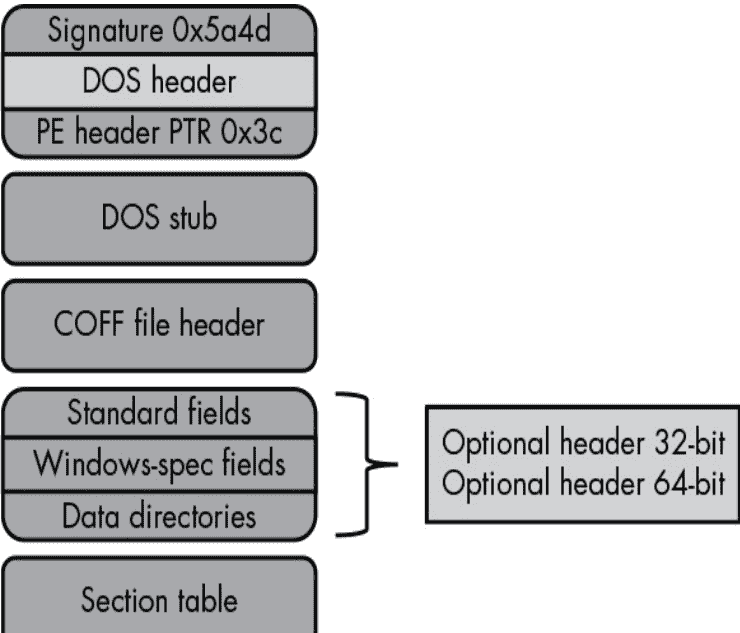 Signature 0x5a4d
DOS header
PE header PTR 0x3c
DOS stub
COFF file header
Standard fields
Windows-spec fields
Data directories
Optional header 32-bit
Optional header 64-bit
Section table